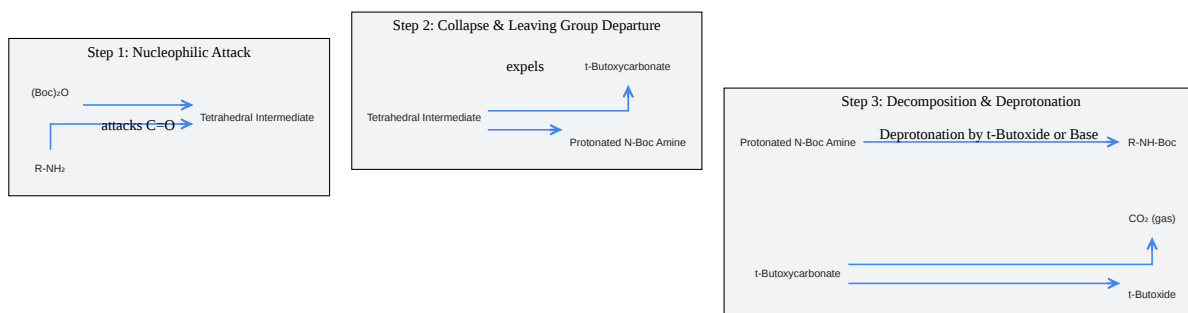 Step 1: Nucleophilic Attack
(Boc)₂O
attacks C=O
Tetrahedral Intermediate
R-NH₂
Step 2: Collapse & Leaving Group Departure
expels
t-Butoxycarbonate
Tetrahedral Intermediate
Protonated N-Boc Amine
Step 3: Decomposition & Deprotonation
Protonated N-Boc Amine
Deprotonation by t-Butoxide or Base
R-NH-Boc
CO₂ (gas)
t-Butoxycarbonate
t-Butoxide